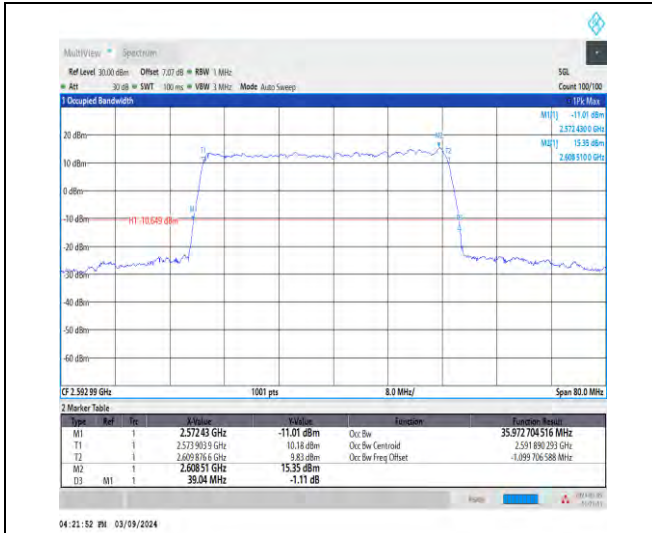 MultiView Spectrum
Ref Level 30.00 dBm Offset 7.07 dB RBW 1 MHz SGL
Att 30 dB SWT 100 ms VBW 3 MHz Mode Auto Sweep Count 100/100
1 Occupied Bandwidth 1Pk Max
M1[1] -11.01 dBm
2.572 430 0 GHz
M2[1] 15.35 dBm
2.608 510 0 GHz
20 dBm
M2
T1 T2
10 dBm
0 dBm
M1
-10 dBm
H1 -10.649 dBm
-20 dBm
-30 dBm
-40 dBm
-50 dBm
-60 dBm
CF 2.592 99 GHz 1001 pts 8.0 MHz/ Span 80.0 MHz
2 Marker Table
Type Ref Trc X-Value Y-Value Function Function Result
M1 1 2.572 43 GHz -11.01 dBm Occ Bw 35.972 704 516 MHz
T1 1 2.573 903 9 GHz 10.18 dBm Occ Bw Centroid 2.591 890 293 GHz
T2 1 2.609 876 6 GHz 9.83 dBm Occ Bw Freq Offset -1.099 706 588 MHz
M2 1 2.608 51 GHz 15.35 dBm
D3 M1 1 39.04 MHz -1.11 dB
04:21:52 PM 03/09/2024